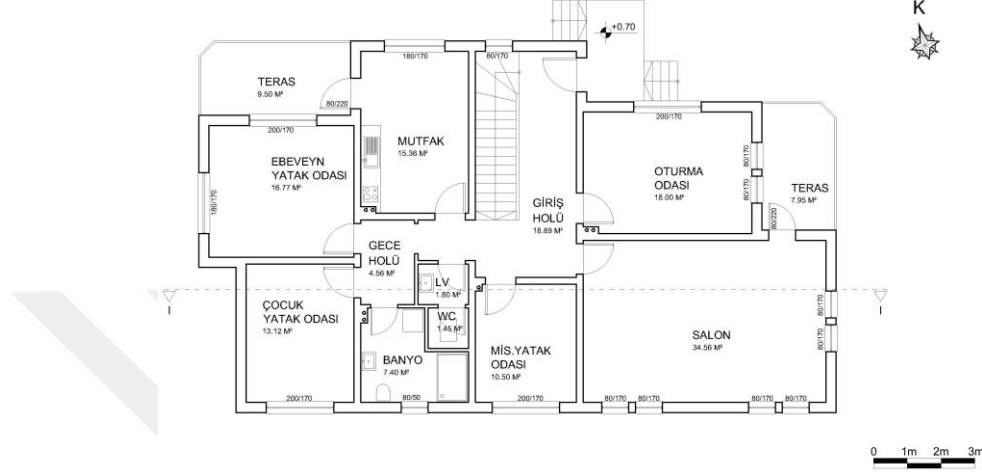 K
+0.70
180/170
80/170
TERAS
9.50 M²
80/220
200/170
MUTFAK
15.36 M²
EBEVEYN
YATAK ODASI
16.77 M²
180/170
200/170
OTURMA
ODASI
18.00 M²
80/170
80/170
TERAS
7.95 M²
80/220
GİRİŞ
HOLÜ
18.89 M²
GECE
HOLÜ
4.56 M²
LV
1.80 M²
WC
1.45 M²
I
I
ÇOCUK
YATAK ODASI
13.12 M²
BANYO
7.40 M²
MİS.YATAK
ODASI
10.50 M²
SALON
34.56 M²
80/170
80/170
200/170
80/50
200/170
80/170
80/170
80/170
80/170
0 1m 2m 3m